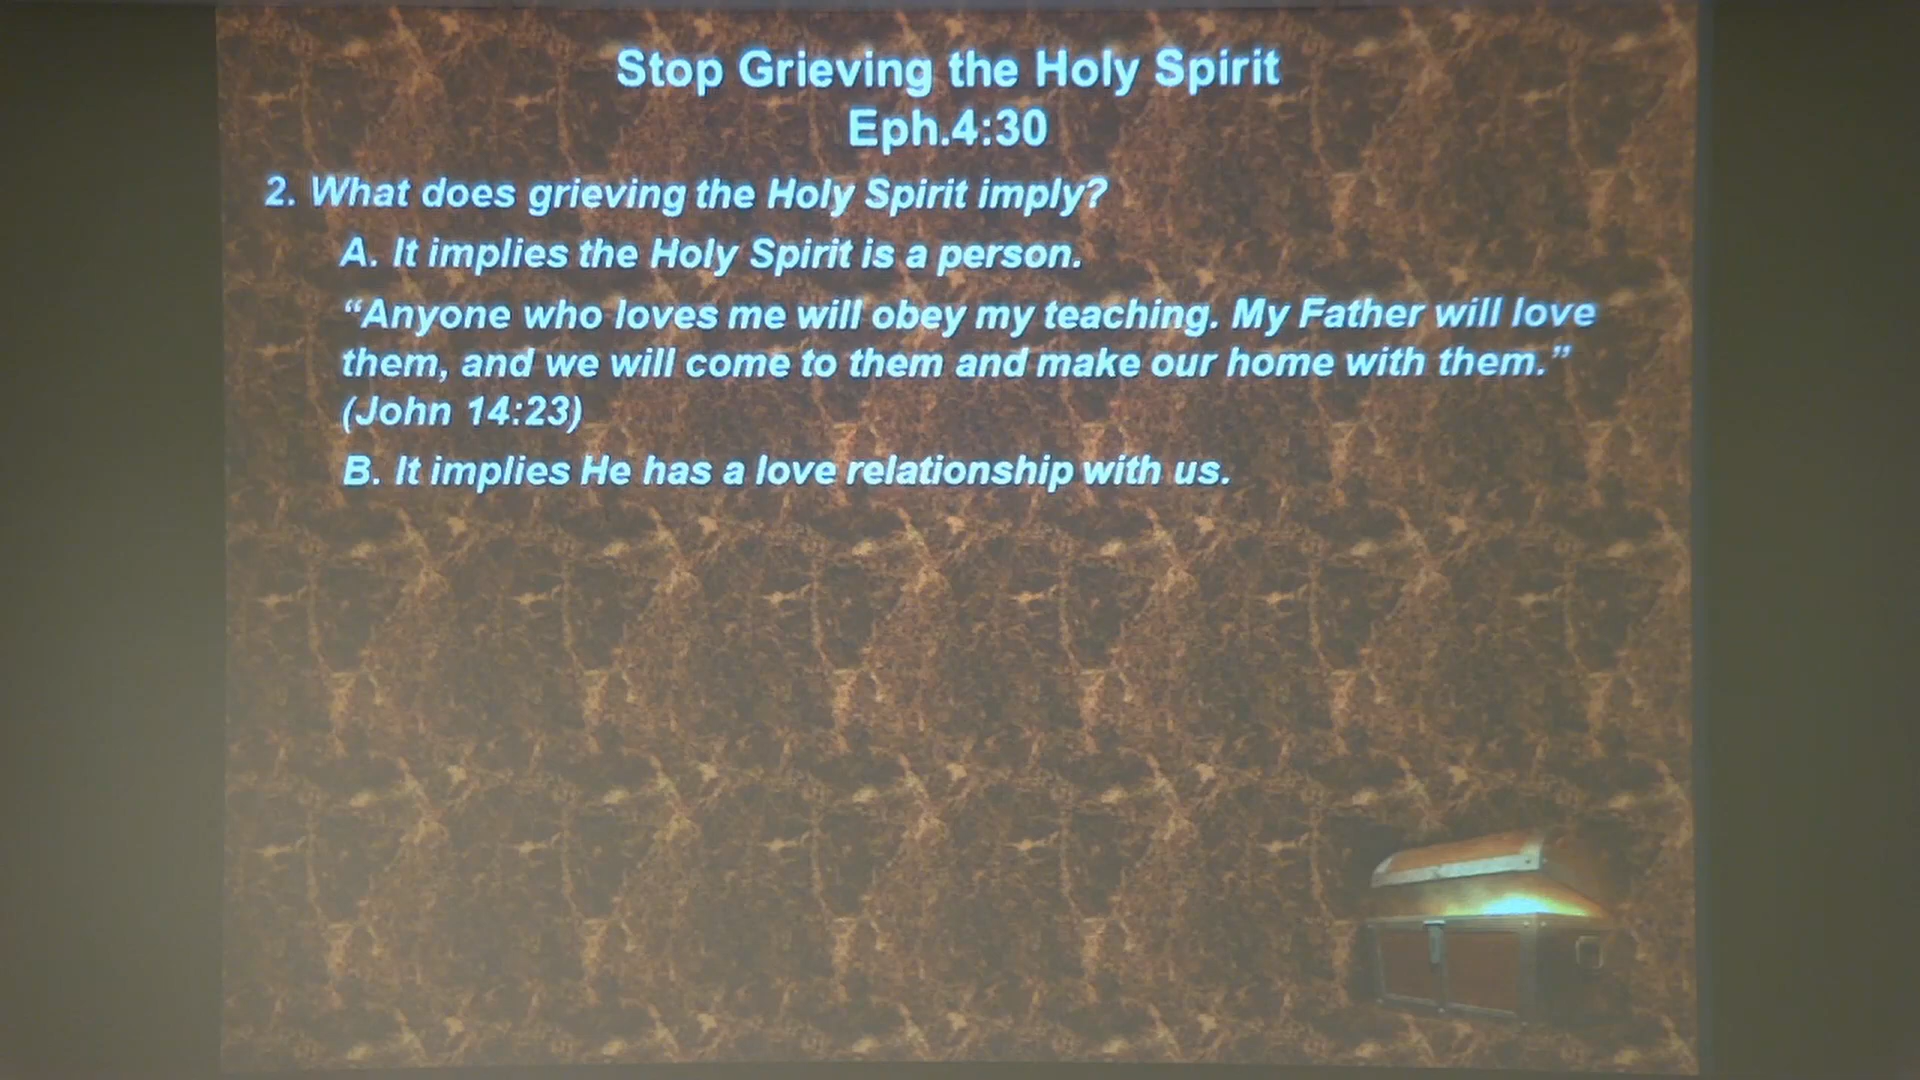 Stop Grieving the Holy Spirit
Eph.4:30
2. What does grieving the Holy Spirit imply?
A. It implies the Holy Spirit is a person.
“Anyone who loves me will obey my teaching. My Father will love
them, and we will come to them and make our home with them.”
(John 14:23)
B. It implies He has a love relationship with us.